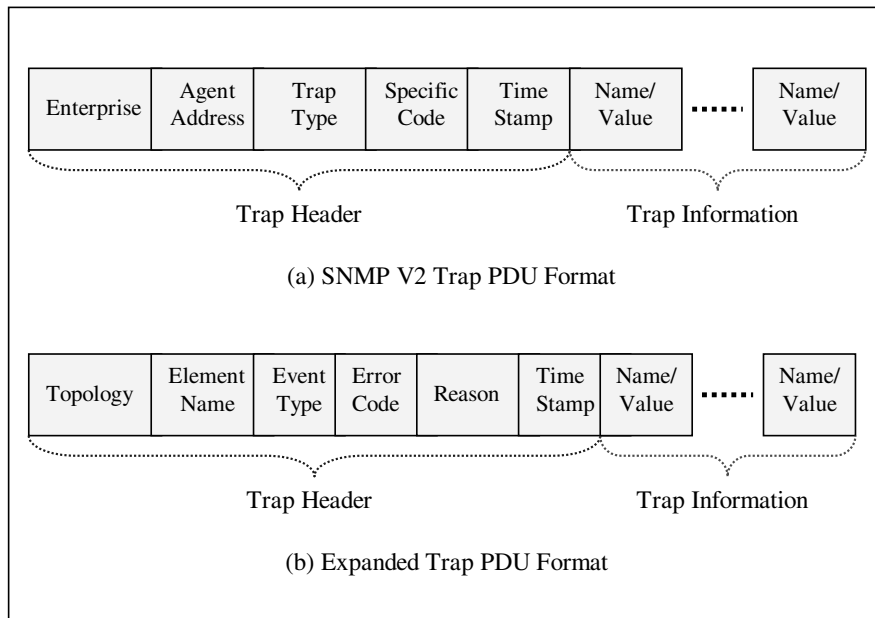 Enterprise
Agent
Address
Trap
Type
Specific
Code
Time
Stamp
Name/
Value
Name/
Value
Trap Header
Trap Information
(a) SNMP V2 Trap PDU Format
Topology
Element
Name
Event
Type
Error
Code
Reason
Time
Stamp
Name/
Value
Name/
Value
Trap Header
Trap Information
(b) Expanded Trap PDU Format